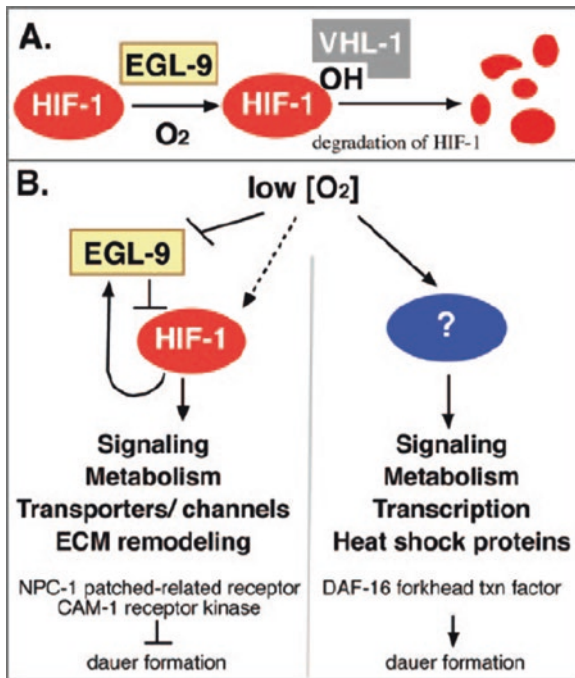 A.
EGL-9
VHL-1
HIF-1
O2
HIF-1
OH
degradation of HIF-1
B.
low [O2]
EGL-9
HIF-1
Signaling
Metabolism
Transporters/ channels
ECM remodeling
NPC-1 patched-related receptor
CAM-1 receptor kinase
dauer formation
?
Signaling
Metabolism
Transcription
Heat shock proteins
DAF-16 forkhead txn factor
dauer formation